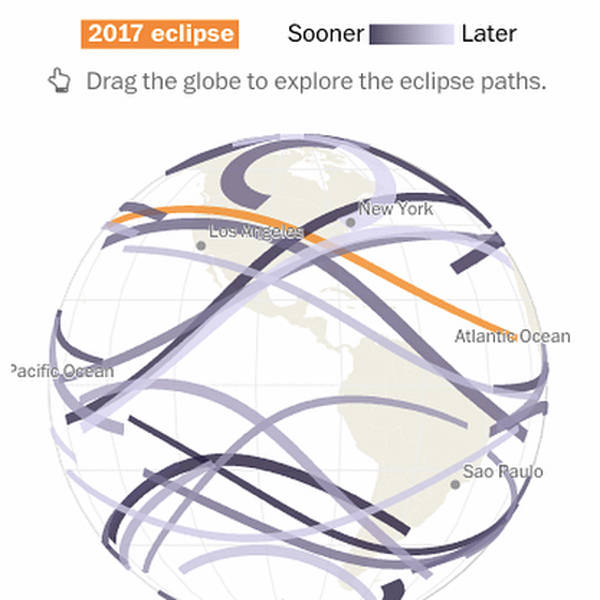 2017 eclipse
Sooner Later
Drag the globe to explore the eclipse paths.
New York
Los Angeles
Atlantic Ocean
Pacific Ocean
Sao Paulo